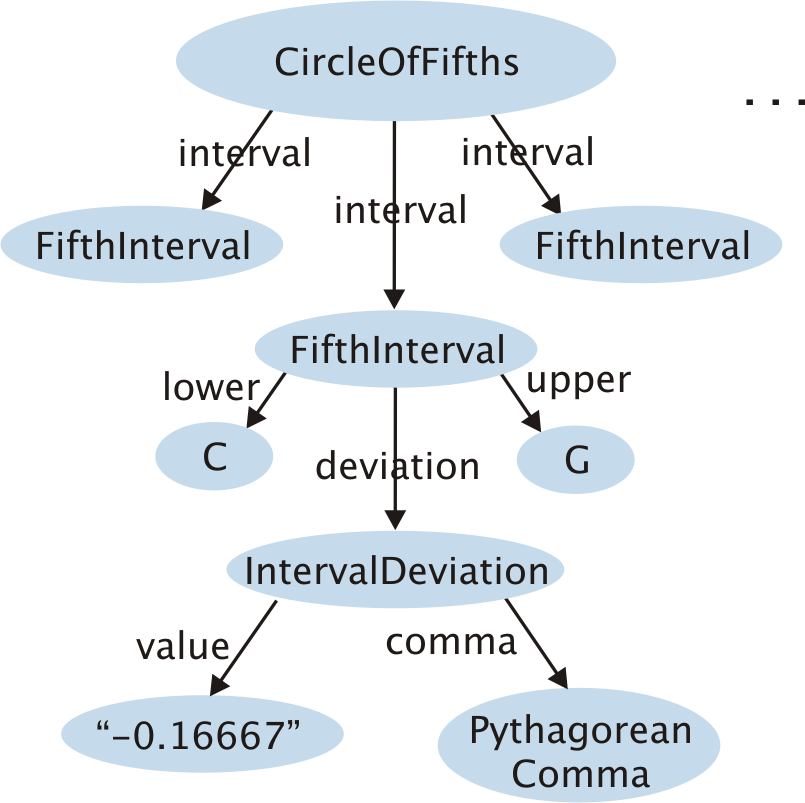 CircleOfFifths
. . .
interval
interval
interval
FifthInterval
FifthInterval
FifthInterval
lower
upper
C
deviation
G
IntervalDeviation
value
comma
“–0.16667”
Pythagorean
Comma